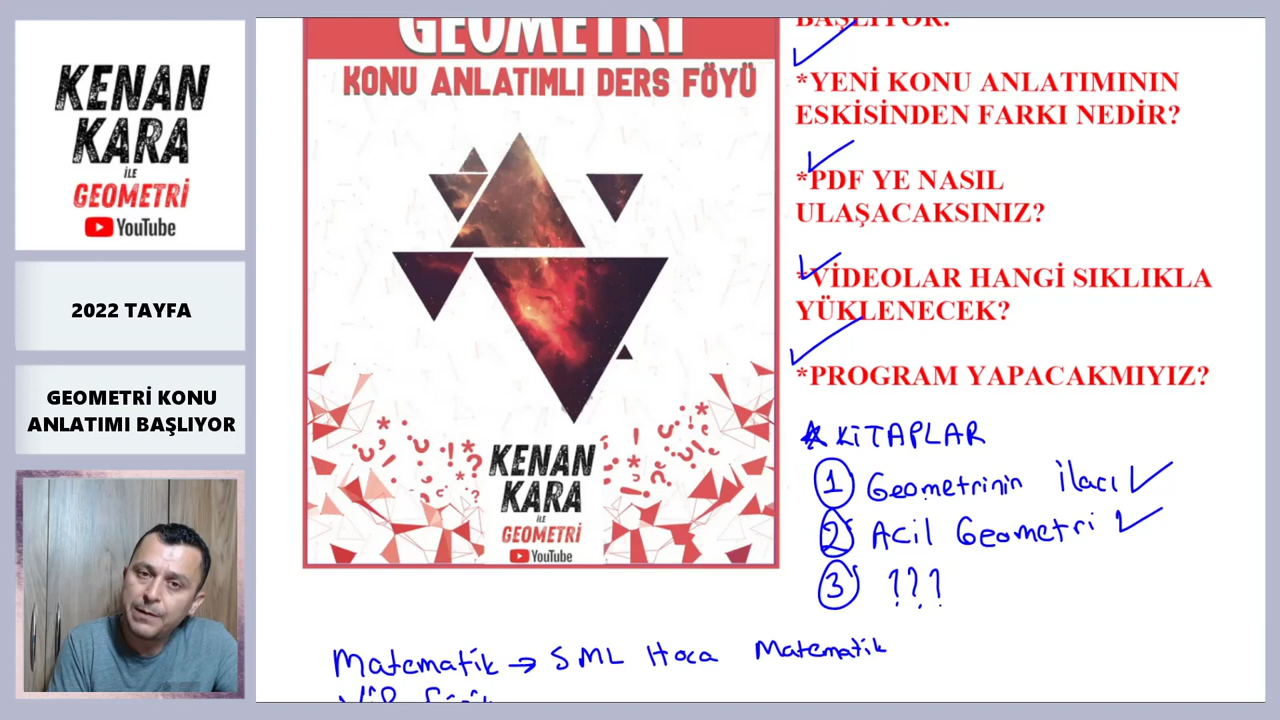 KENAN
KARA
İLE
GEOMETRİ
YouTube
2022 TAYFA
GEOMETRİ KONU
ANLATIMI BAŞLIYOR
GEOMETRİ
KONU ANLATIMLI DERS FÖYÜ
KENAN
KARA
İLE
GEOMETRİ
YouTube
BAŞLIYOR.
*YENİ KONU ANLATIMININ
ESKİSİNDEN FARKI NEDİR?
*PDF YE NASIL
ULAŞACAKSINIZ?
*VİDEOLAR HANGİ SIKLIKLA
YÜKLENECEK?
*PROGRAM YAPACAKMIYIZ?
* KİTAPLAR
1 Geometrinin İlacı
2 Acil Geometri
3 ???
Matematik → SML Hoca Matematik